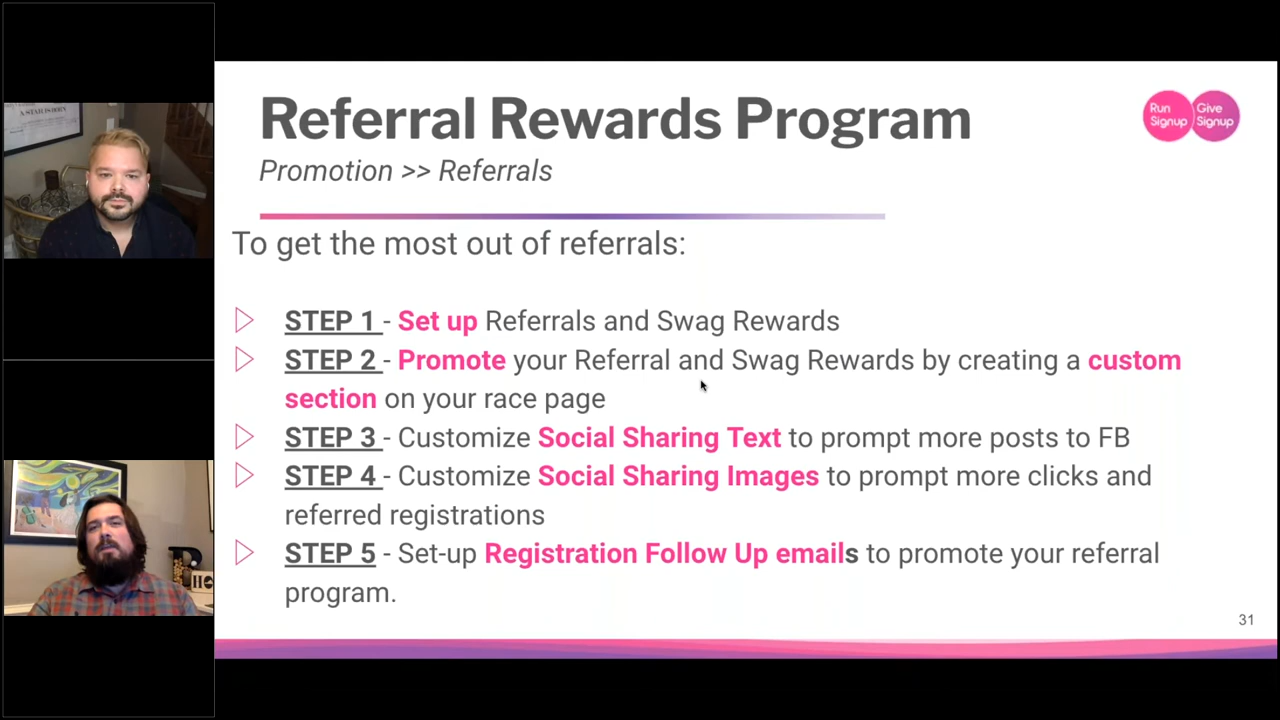 A STAR IS BORN
Referral Rewards Program
Run
Signup
Give
Signup
Promotion >> Referrals
To get the most out of referrals:
STEP 1 - Set up Referrals and Swag Rewards
STEP 2 - Promote your Referral and Swag Rewards by creating a custom
section on your race page
STEP 3 - Customize Social Sharing Text to prompt more posts to FB
STEP 4 - Customize Social Sharing Images to prompt more clicks and
referred registrations
STEP 5 - Set-up Registration Follow Up emails to promote your referral
program.
31